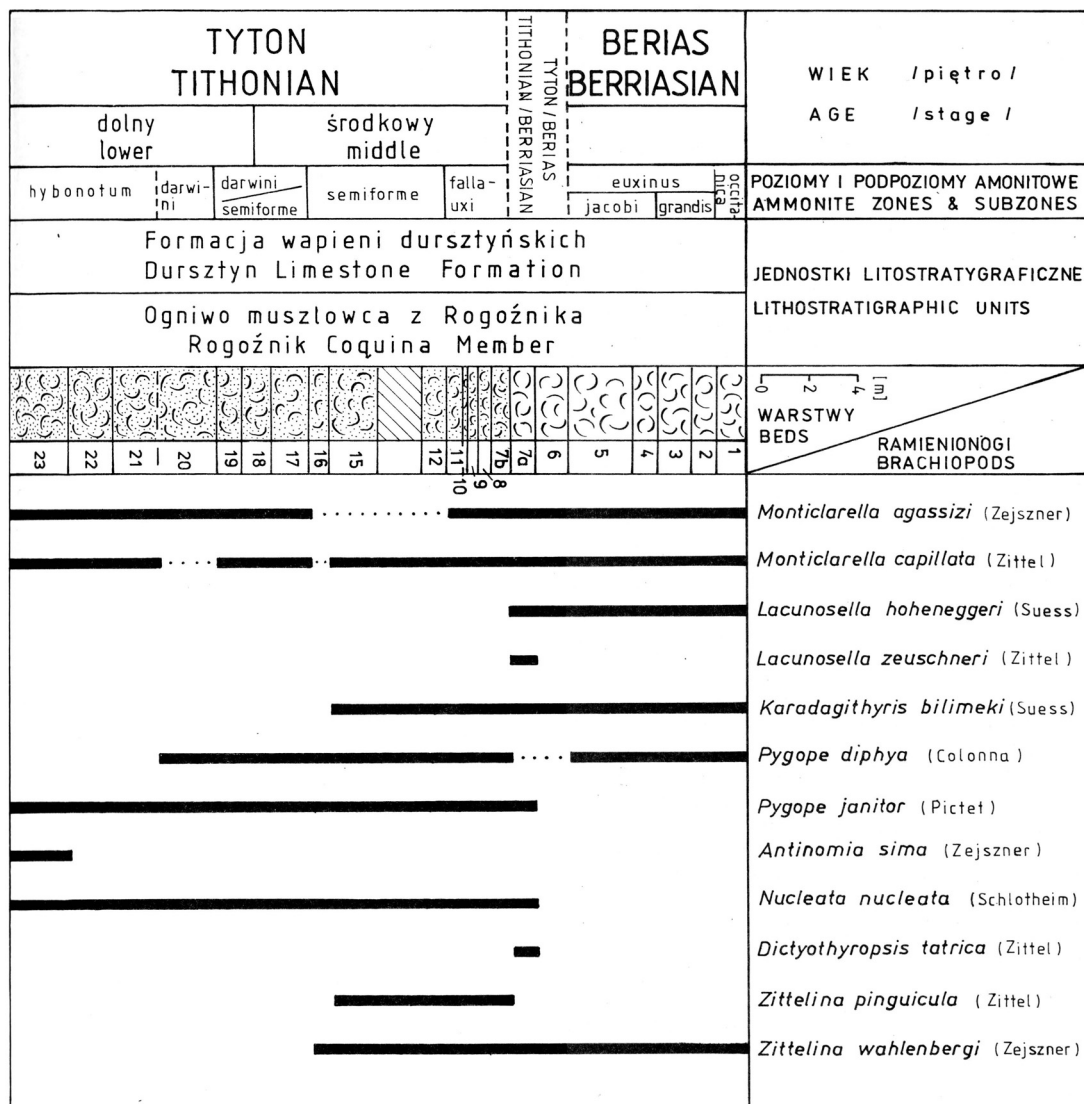 TYTON
TITHONIAN
TYTON/BERIAS
TITHONIAN/BERRIASIAN
BERIAS
BERRIASIAN
WIEK /piętro/
AGE /stage/
dolny
lower
środkowy
middle
hybonotum
darwi-
ni
darwini
semiforme
semiforme
falla-
uxi
euxinus
jacobi
grandis
occita-
nica
POZIOMY I PODPOZIOMY AMONITOWE
AMMONITE ZONES & SUBZONES
Formacja wapieni dursztyńskich
Dursztyn Limestone Formation
JEDNOSTKI LITOSTRATYGRAFICZNE
LITHOSTRATIGRAPHIC UNITS
Ogniwo muszlowca z Rogoźnika
Rogoźnik Coquina Member
0 2 4 [m]
WARSTWY
BEDS
RAMIENIONOGI
BRACHIOPODS
23 22 21 20 19 18 17 16 15 12 11 10 9 8 7b 7a 6 5 4 3 2 1
Monticlarella agassizi (Zejszner)
Monticlarella capillata (Zittel)
Lacunosella hoheneggeri (Suess)
Lacunosella zeuschneri (Zittel)
Karadagithyris bilimeki (Suess)
Pygope diphya (Colonna)
Pygope janitor (Pictet)
Antinomia sima (Zejszner)
Nucleata nucleata (Schlotheim)
Dictyothyropsis tatrica (Zittel)
Zittelina pinguicula (Zittel)
Zittelina wahlenbergi (Zejszner)